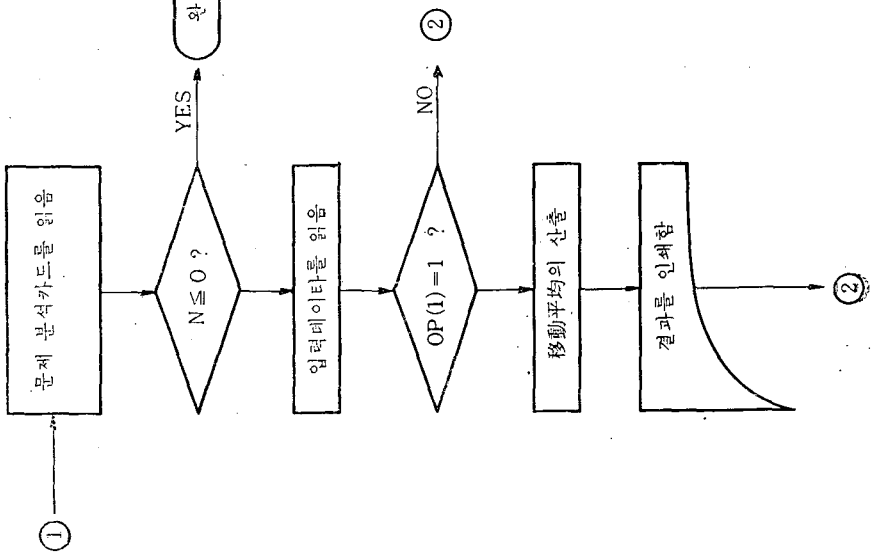 ①
문제 분석카드를 읽음
N≦0 ?
YES
완
입력데이타를 읽음
OP(1)=1 ?
NO
②
移動平均의 산출
결과를 인쇄함
②